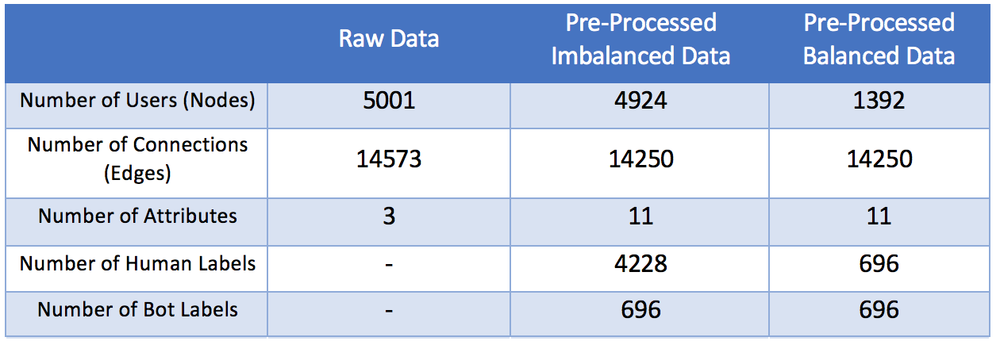 Raw Data
Pre-Processed
Imbalanced Data
Pre-Processed
Balanced Data
Number of Users (Nodes)
5001
4924
1392
Number of Connections
(Edges)
14573
14250
14250
Number of Attributes
3
11
11
Number of Human Labels
-
4228
696
Number of Bot Labels
-
696
696